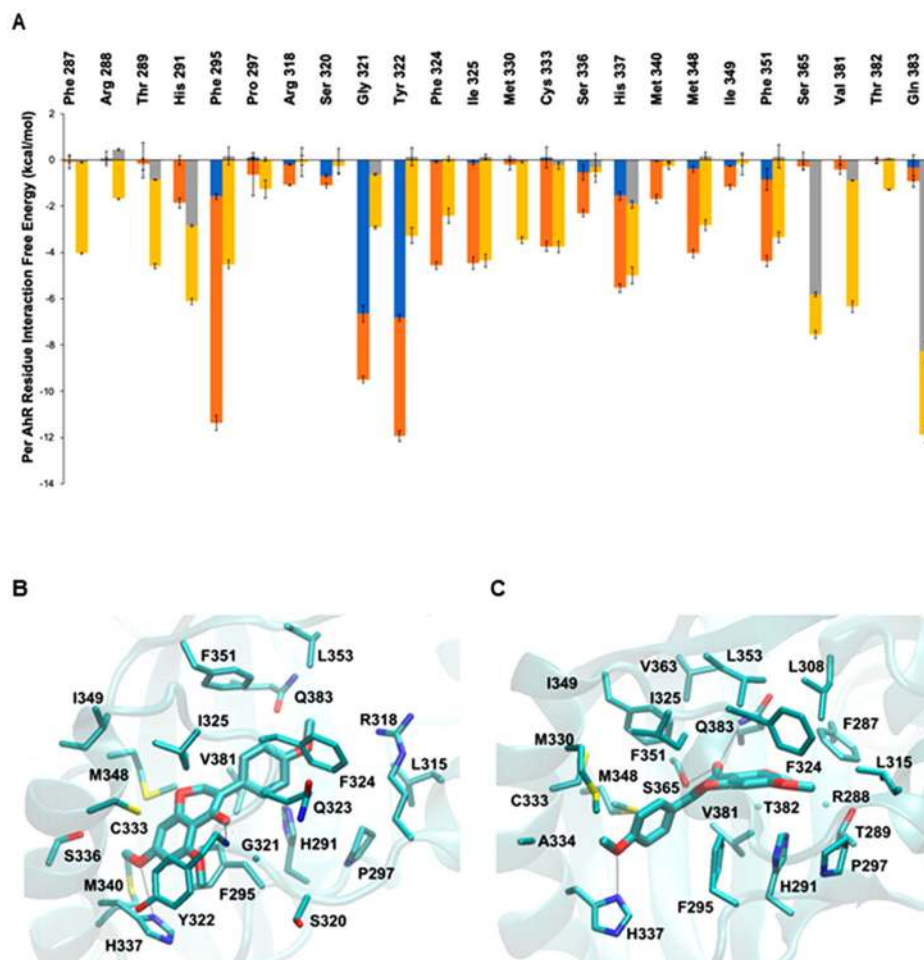 A
Phe 287
Arg 288
Thr 289
His 291
Phe 295
Pro 297
Arg 318
Ser 320
Gly 321
Tyr 322
Phe 324
Ile 325
Met 330
Cys 333
Ser 336
His 337
Met 340
Met 348
Ile 349
Phe 351
Ser 365
Val 381
Thr 382
Gln 383
Per AhR Residue Interaction Free Energy (kcal/mol)
2
0
-2
-4
-6
-8
-10
-12
-14
B
F351
L353
Q383
I349
I325
R318
V381
L315
M348
F324
C333
Q323
S336
G321
H291
M340
F295
P297
Y322
S320
H337
C
V363
L353
L308
I349
I325
Q383
F287
M330
F351
F324
L315
C333
M348
S365
R288
V381
T382
A334
T289
P297
F295
H291
H337